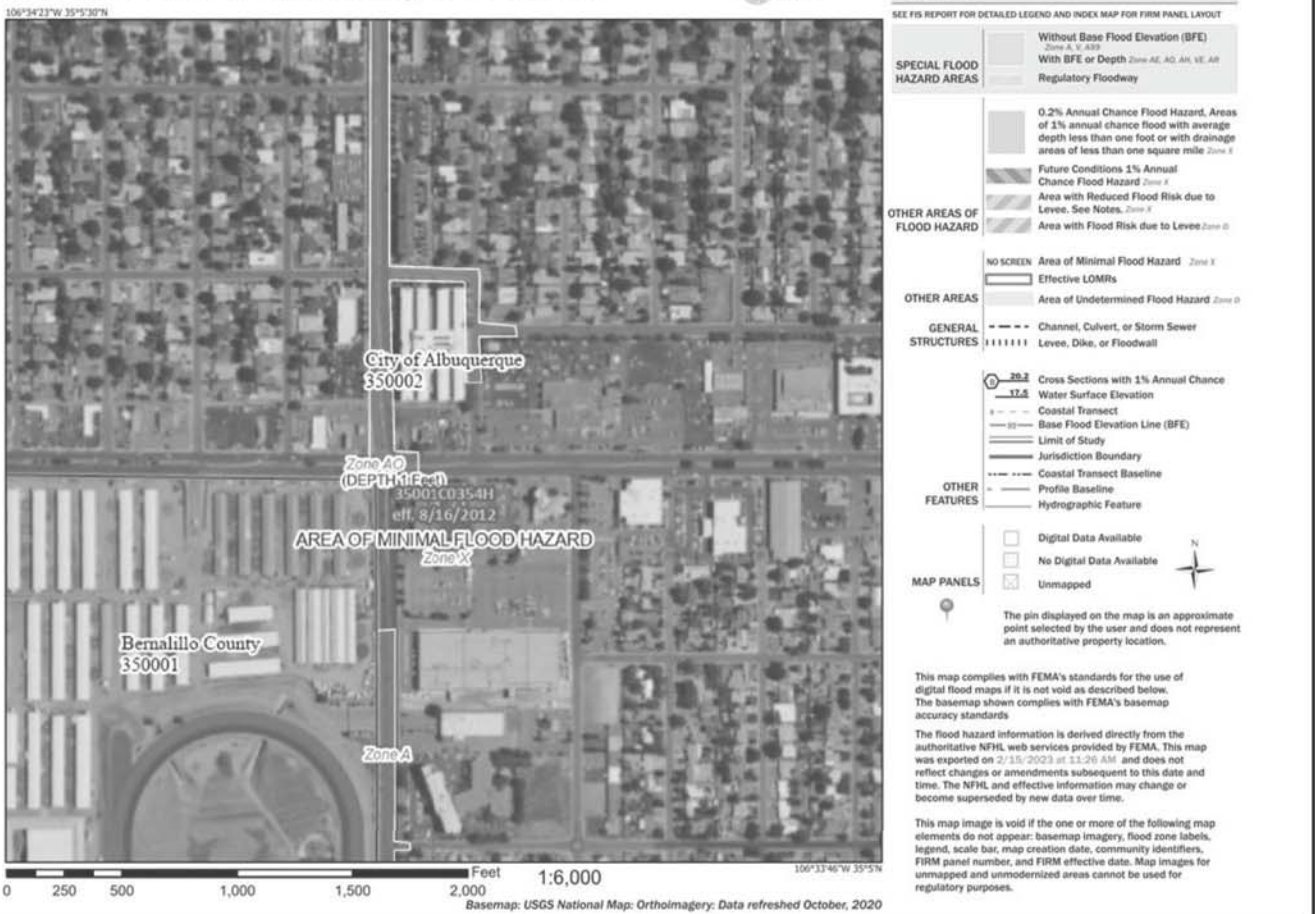 106°34'23"W 35°5'30"N
City of Albuquerque
350002
Zone AO
(DEPTH 1 Feet)
35001C0354H
eff. 8/16/2012
AREA OF MINIMAL FLOOD HAZARD
Zone X
Bernalillo County
350001
Zone A
106°33'46"W 35°5'N
Feet
1:6,000
0 250 500 1,000 1,500 2,000
Basemap: USGS National Map: Orthoimagery: Data refreshed October, 2020
SEE FIS REPORT FOR DETAILED LEGEND AND INDEX MAP FOR FIRM PANEL LAYOUT
SPECIAL FLOOD
HAZARD AREAS
Without Base Flood Elevation (BFE)
Zone A, V, A99
With BFE or Depth Zone AE, AO, AH, VE, AR
Regulatory Floodway
OTHER AREAS OF
FLOOD HAZARD
0.2% Annual Chance Flood Hazard, Areas
of 1% annual chance flood with average
depth less than one foot or with drainage
areas of less than one square mile Zone X
Future Conditions 1% Annual
Chance Flood Hazard Zone X
Area with Reduced Flood Risk due to
Levee. See Notes. Zone X
Area with Flood Risk due to Levee Zone D
OTHER AREAS
NO SCREEN Area of Minimal Flood Hazard Zone X
Effective LOMRs
Area of Undetermined Flood Hazard Zone D
GENERAL
STRUCTURES
Channel, Culvert, or Storm Sewer
Levee, Dike, or Floodwall
OTHER
FEATURES
B 20.2 Cross Sections with 1% Annual Chance
17.5 Water Surface Elevation
8 Coastal Transect
Base Flood Elevation Line (BFE)
Limit of Study
Jurisdiction Boundary
Coastal Transect Baseline
Profile Baseline
Hydrographic Feature
MAP PANELS
Digital Data Available
No Digital Data Available
Unmapped
N
The pin displayed on the map is an approximate
point selected by the user and does not represent
an authoritative property location.
This map complies with FEMA's standards for the use of
digital flood maps if it is not void as described below.
The basemap shown complies with FEMA's basemap
accuracy standards
The flood hazard information is derived directly from the
authoritative NFHL web services provided by FEMA. This map
was exported on 2/15/2023 at 11:26 AM and does not
reflect changes or amendments subsequent to this date and
time. The NFHL and effective information may change or
become superseded by new data over time.
This map image is void if the one or more of the following map
elements do not appear: basemap imagery, flood zone labels,
legend, scale bar, map creation date, community identifiers,
FIRM panel number, and FIRM effective date. Map images for
unmapped and unmodernized areas cannot be used for
regulatory purposes.